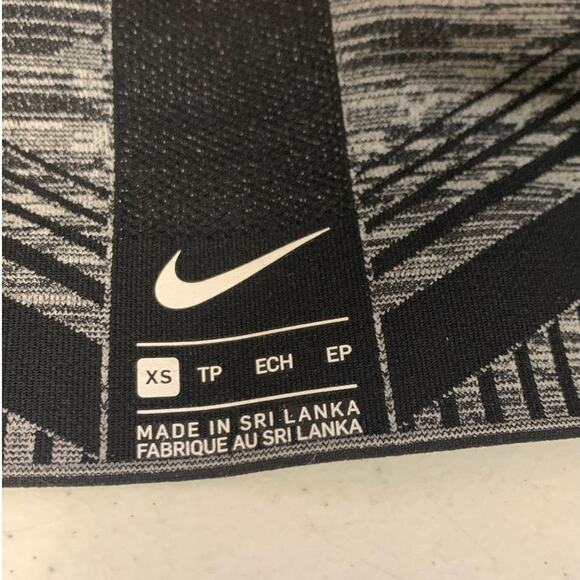 XS TP ECH EP
MADE IN SRI LANKA
FABRIQUE AU SRI LANKA